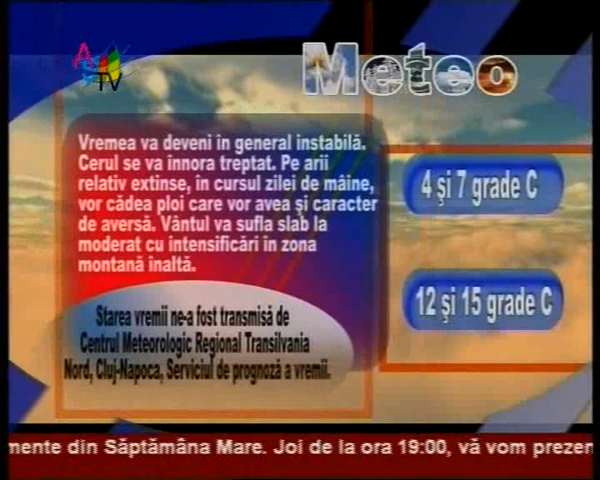 AS
TV
Meteo
Vremea va deveni în general instabilă.
Cerul se va înnora treptat. Pe arii
relativ extinse, în cursul zilei de mâine,
vor cădea ploi care vor avea şi caracter
de aversă. Vântul va sufla slab la
moderat cu intensificări în zona
montană înaltă.
4 şi 7 grade C
12 şi 15 grade C
Starea vremii ne-a fost transmisă de
Centrul Meteorologic Regional Transilvania
Nord, Cluj-Napoca, Serviciul de prognoză a vremii.
mente din Săptămâna Mare. Joi de la ora 19:00, vă vom prezen